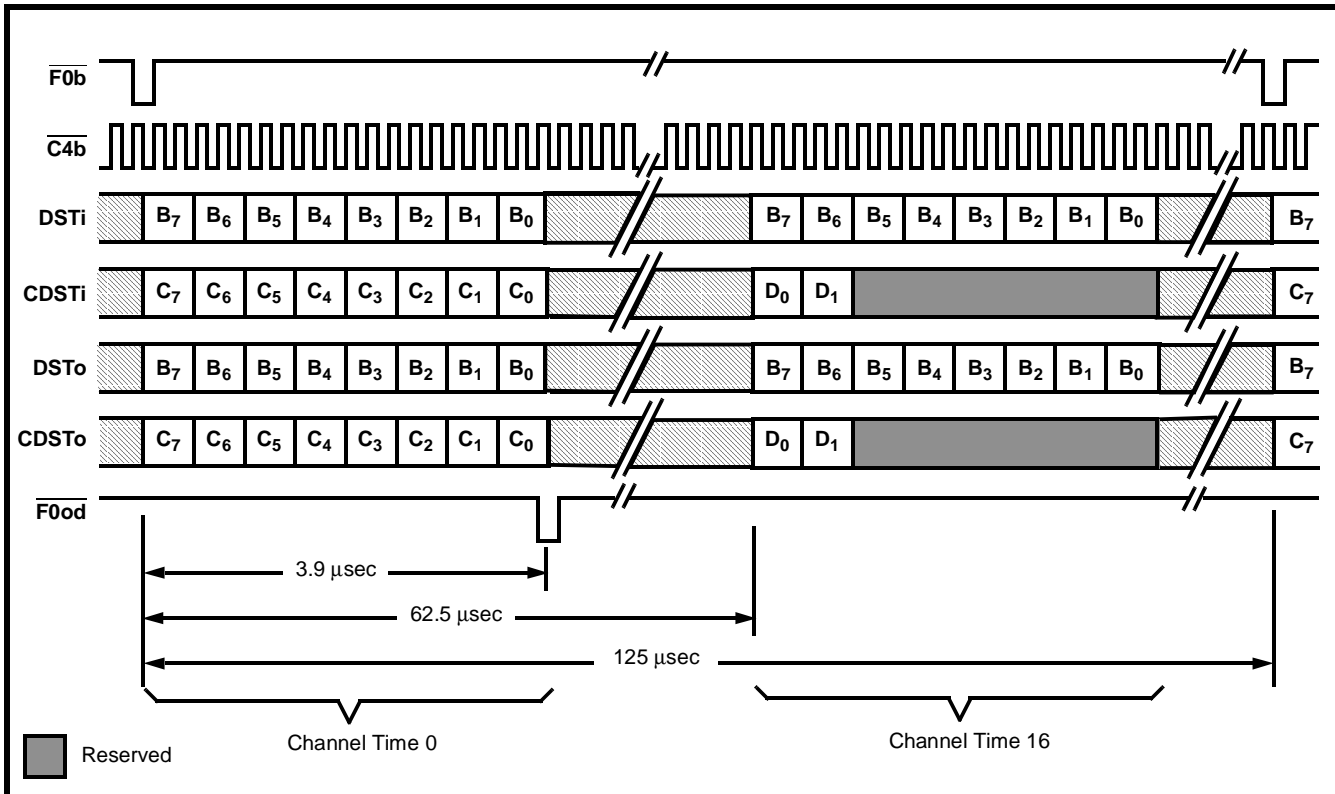 F0b
C4b
DSTi B7 B6 B5 B4 B3 B2 B1 B0 B7 B6 B5 B4 B3 B2 B1 B0 B7
CDSTi C7 C6 C5 C4 C3 C2 C1 C0 D0 D1 C7
DSTo B7 B6 B5 B4 B3 B2 B1 B0 B7 B6 B5 B4 B3 B2 B1 B0 B7
CDSTo C7 C6 C5 C4 C3 C2 C1 C0 D0 D1 C7
F0od
3.9 μsec
62.5 μsec
125 μsec
Channel Time 0 Channel Time 16
Reserved